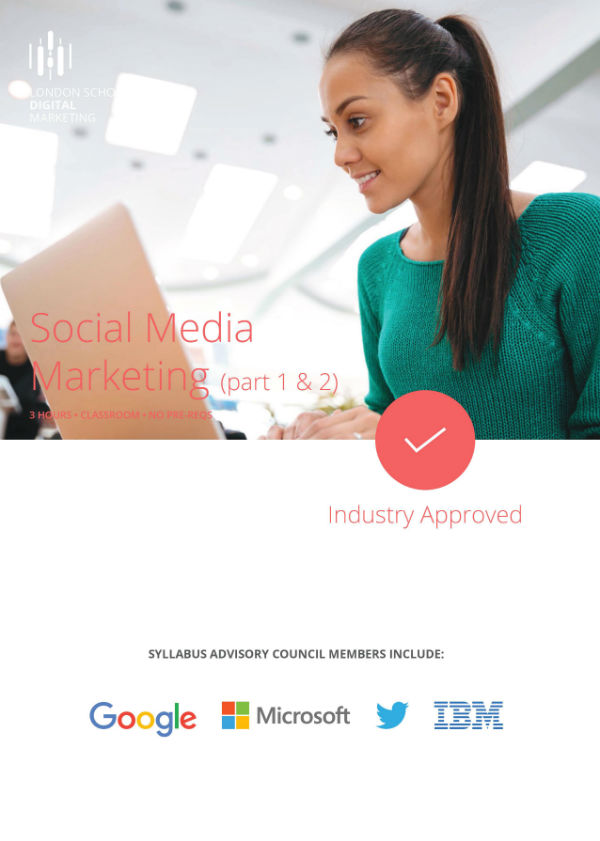 LONDON SCHO
DIGITAL
MARKETING
Social Media
Marketing (part 1 & 2)
3 HOURS • CLASSROOM • NO PRE-REQS
Industry Approved
SYLLABUS ADVISORY COUNCIL MEMBERS INCLUDE:
Google Microsoft IBM